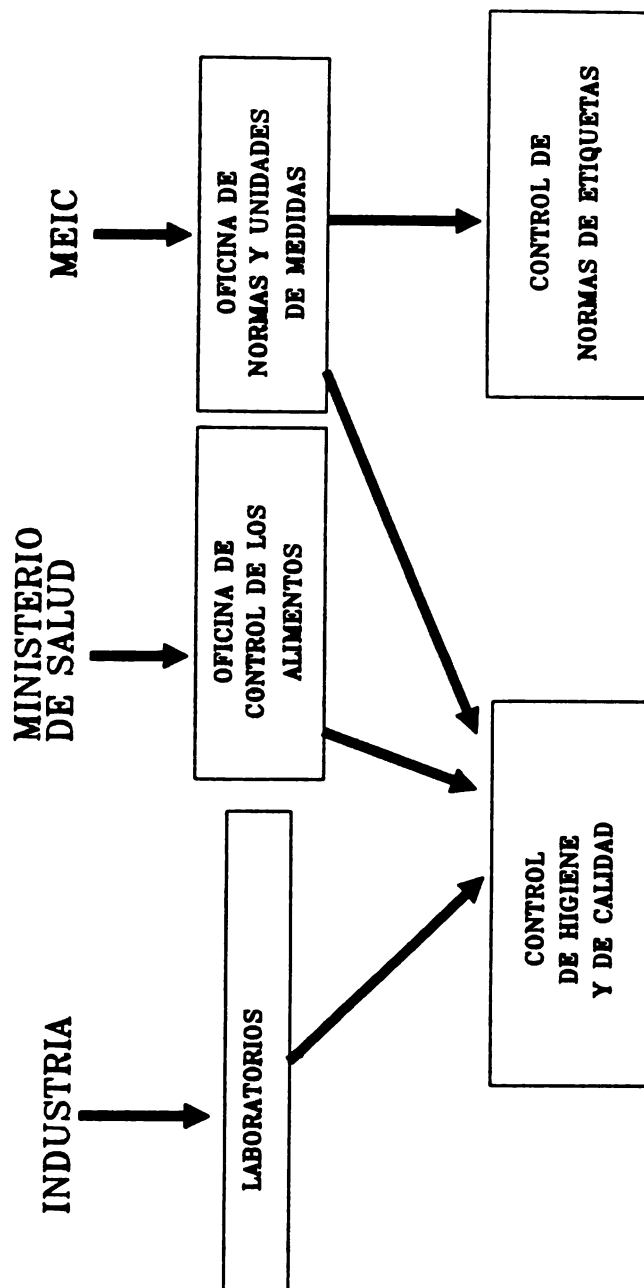 INDUSTRIA
MINISTERIO
DE SALUD
MEIC
LABORATORIOS
OFICINA DE
CONTROL DE LOS
ALIMENTOS
OFICINA DE
NORMAS Y UNIDADES
DE MEDIDAS
CONTROL
DE HIGIENE
Y DE CALIDAD
CONTROL DE
NORMAS DE ETIQUETAS